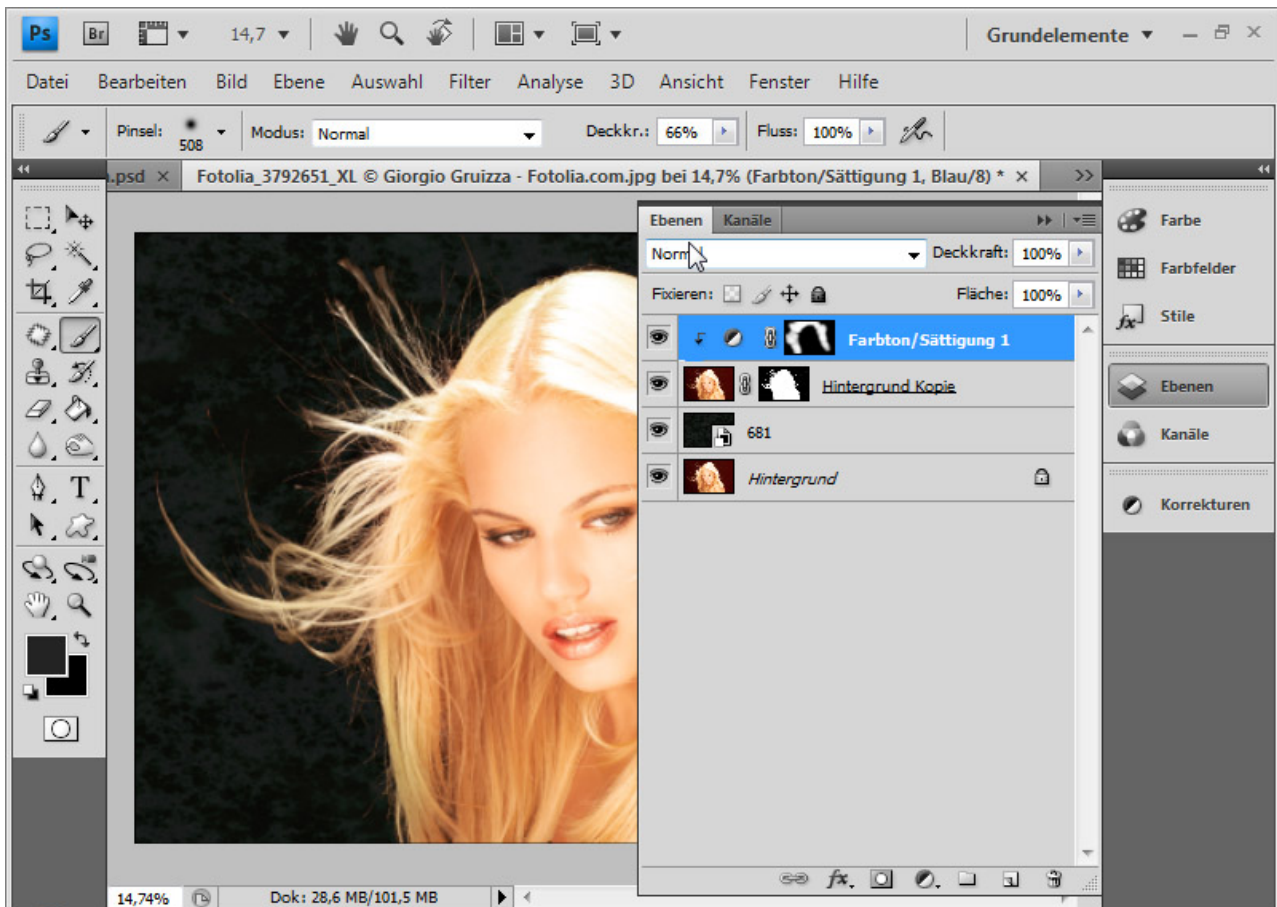 Ps Br 14,7 Grundelemente
Datei Bearbeiten Bild Ebene Auswahl Filter Analyse 3D Ansicht Fenster Hilfe
Pinsel: 508 Modus: Normal Deckkr.: 66% Fluss: 100%
.psd × Fotolia_3792651_XL © Giorgio Gruizza - Fotolia.com.jpg bei 14,7% (Farbton/Sättigung 1, Blau/8) * ×
Ebenen Kanäle
Deckkraft: 100%
Fixieren: Fläche: 100%
Farbton/Sättigung 1
Hintergrund Kopie
681
Hintergrund
Farbe
Farbfelder
fx Stile
Ebenen
Kanäle
Korrekturen
T
fx.
14,74% Dok: 28,6 MB/101,5 MB